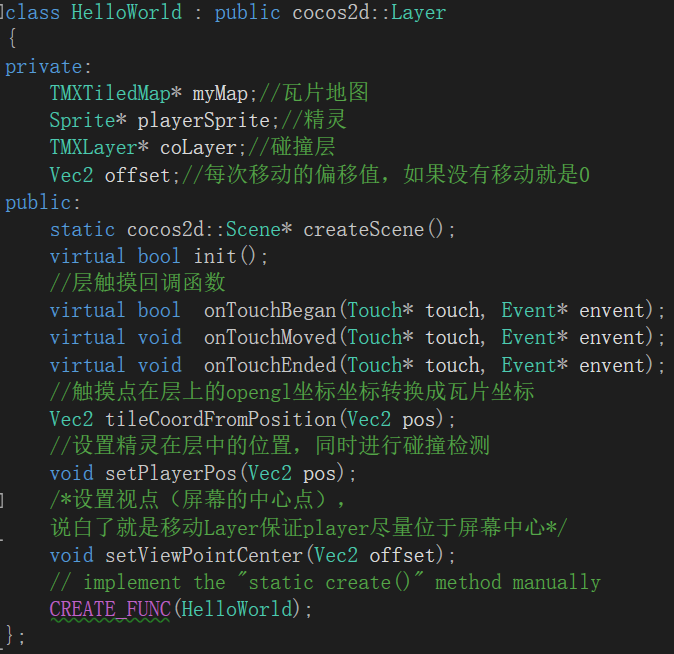 class HelloWorld : public cocos2d::Layer
{
private:
    TMXTiledMap* myMap;//瓦片地图
    Sprite* playerSprite;//精灵
    TMXLayer* coLayer;//碰撞层
    Vec2 offset;//每次移动的偏移值，如果没有移动就是0
public:
    static cocos2d::Scene* createScene();
    virtual bool init();
    //层触摸回调函数
    virtual bool  onTouchBegan(Touch* touch, Event* envent);
    virtual void  onTouchMoved(Touch* touch, Event* envent);
    virtual void  onTouchEnded(Touch* touch, Event* envent);
    //触摸点在层上的opengl坐标坐标转换成瓦片坐标
    Vec2 tileCoordFromPosition(Vec2 pos);
    //设置精灵在层中的位置，同时进行碰撞检测
    void setPlayerPos(Vec2 pos);
    /*设置视点（屏幕的中心点），
    说白了就是移动Layer保证player尽量位于屏幕中心*/
    void setViewPointCenter(Vec2 offset);
    // implement the "static create()" method manually
    CREATE_FUNC(HelloWorld);
};